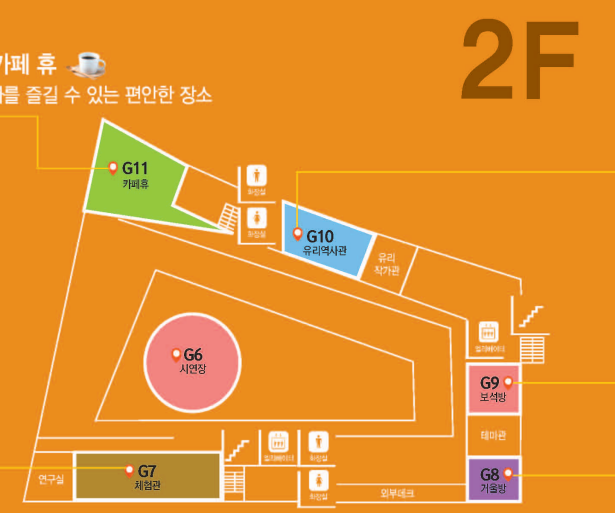 2F
카페 휴
를 즐길 수 있는 편안한 장소
G11
카페휴
화장실
화장실
G10
유리역사관
유리
작가관
G6
시연장
엘리베이터
G9
보석방
테마관
G8
거울방
G7
체험관
연구실
엘리베이터
화장실
화장실
외부데크